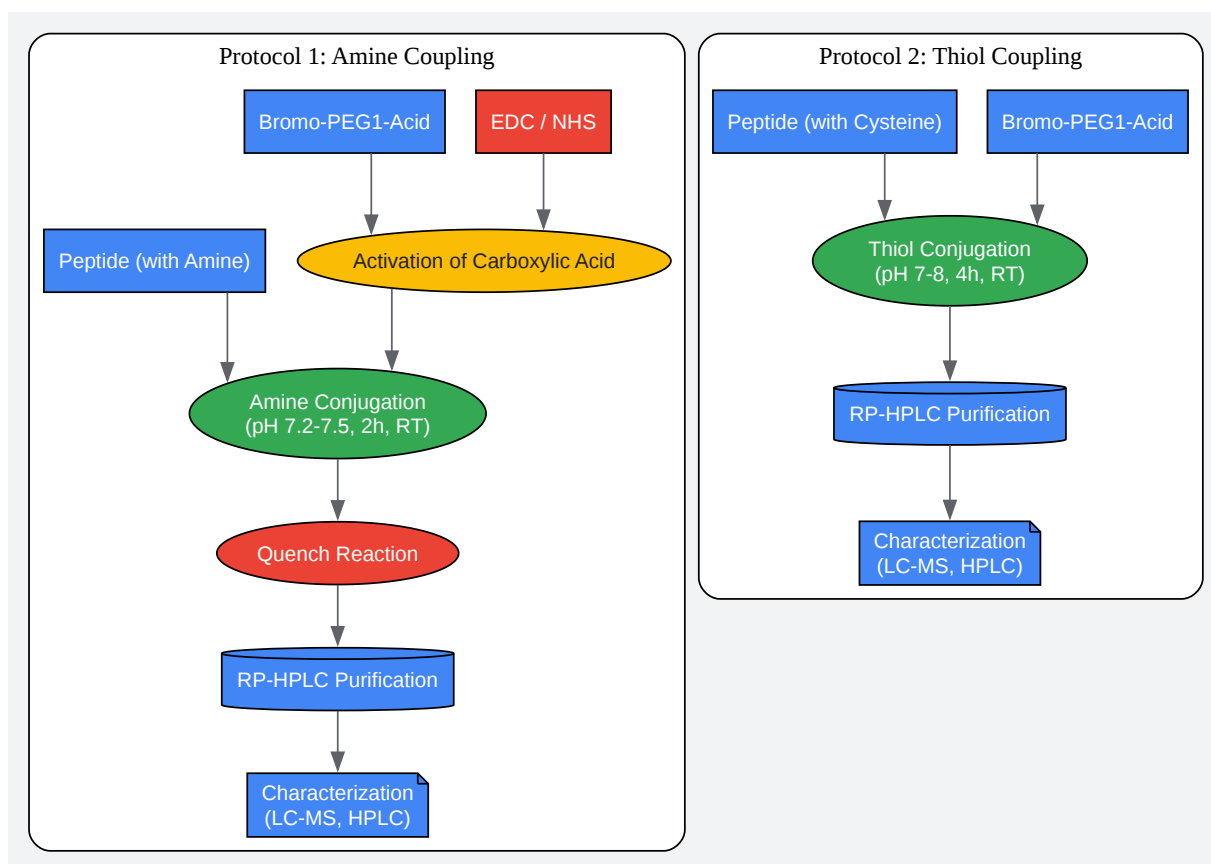 Protocol 1: Amine Coupling
Bromo-PEG1-Acid
EDC / NHS
Peptide (with Amine)
Activation of Carboxylic Acid
Amine Conjugation
(pH 7.2-7.5, 2h, RT)
Quench Reaction
RP-HPLC Purification
Characterization
(LC-MS, HPLC)
Protocol 2: Thiol Coupling
Peptide (with Cysteine)
Bromo-PEG1-Acid
Thiol Conjugation
(pH 7-8, 4h, RT)
RP-HPLC Purification
Characterization
(LC-MS, HPLC)